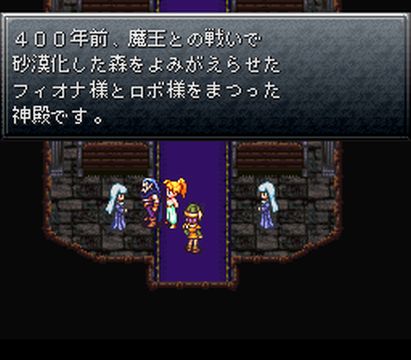 ４００年前、魔王との戦いで
砂漠化した森をよみがえらせた
フィオナ様とロボ様をまつった
神殿です。